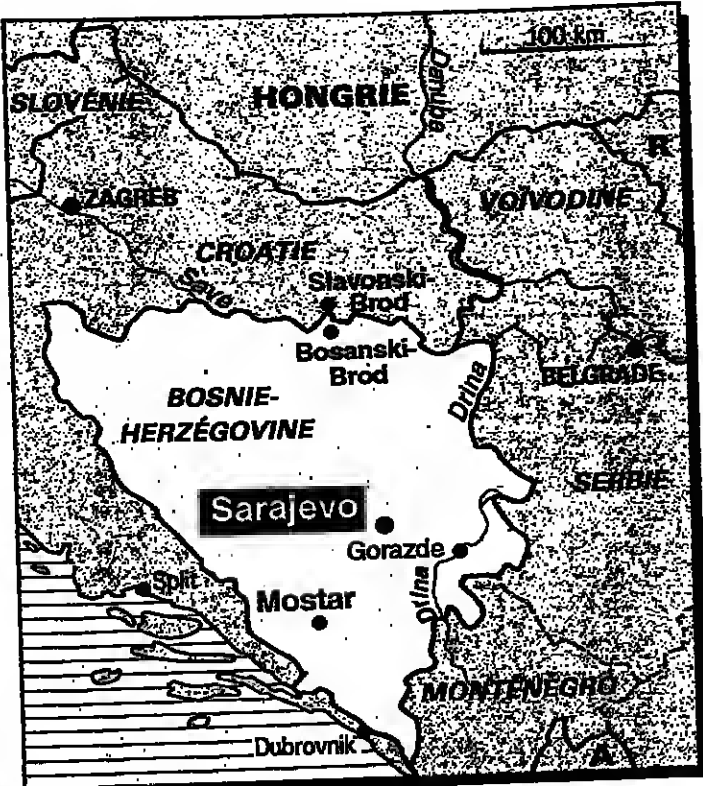 100 km
SLOVÉNIE
HONGRIE
Danube
R
ZAGREB
VOIVODINE
CROATIE
Save
Slavonski-
Brod
Bosanski-
Brod
BELGRADE
Drina
BOSNIE-
HERZÉGOVINE
SERBIE
Sarajevo
Gorazde
Drina
Split
Mostar
MONTÉNÉGRO
Dubrovnik
A